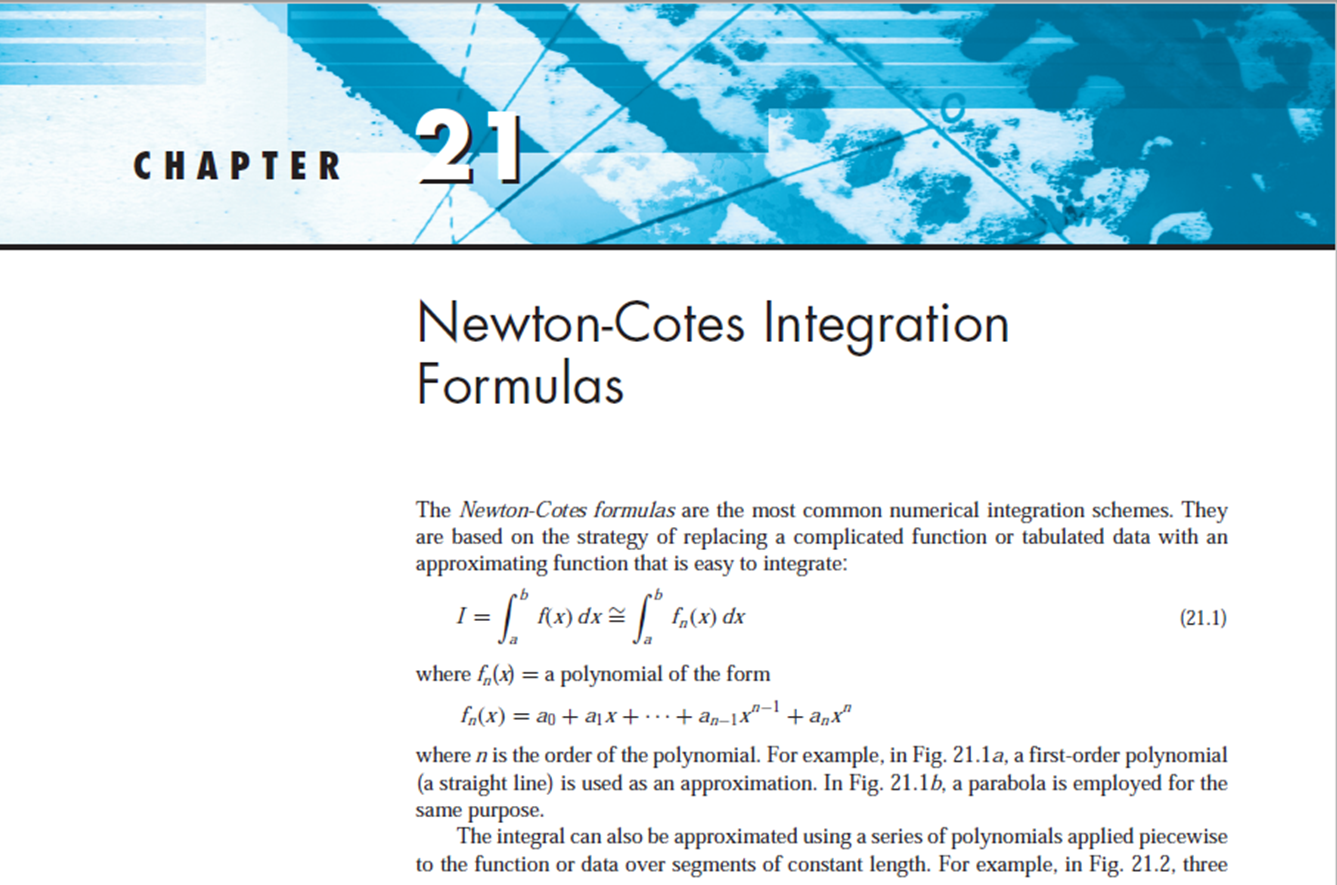 CHAPTER 21
Newton-Cotes Integration
Formulas
The Newton-Cotes formulas are the most common numerical integration schemes. They
are based on the strategy of replacing a complicated function or tabulated data with an
approximating function that is easy to integrate:
I = ∫_a^b f(x) dx ≅ ∫_a^b f_n(x) dx (21.1)
where f_n(x) = a polynomial of the form
f_n(x) = a_0 + a_1x + ⋯ + a_{n−1}x^{n−1} + a_nx^n
where n is the order of the polynomial. For example, in Fig. 21.1a, a first-order polynomial
(a straight line) is used as an approximation. In Fig. 21.1b, a parabola is employed for the
same purpose.
The integral can also be approximated using a series of polynomials applied piecewise
to the function or data over segments of constant length. For example, in Fig. 21.2, three